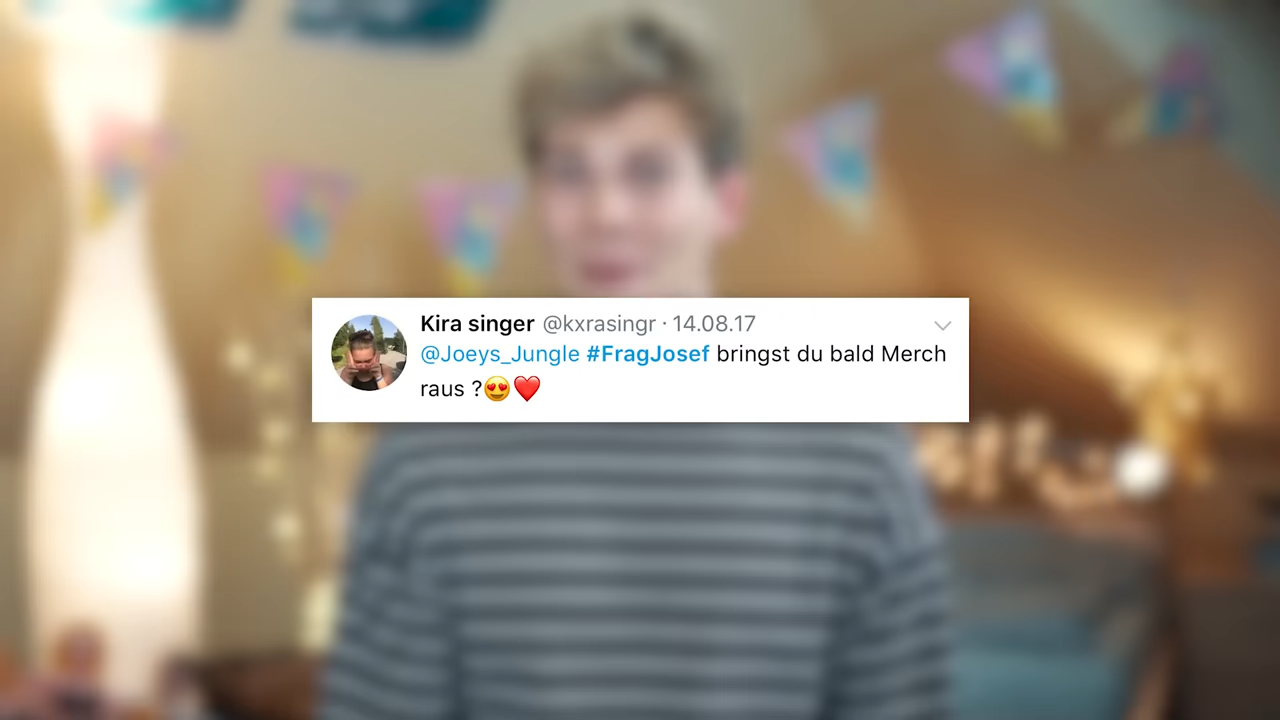 Kira singer @kxrasingr · 14.08.17
@Joeys_Jungle #FragJosef bringst du bald Merch
raus ?😍❤️